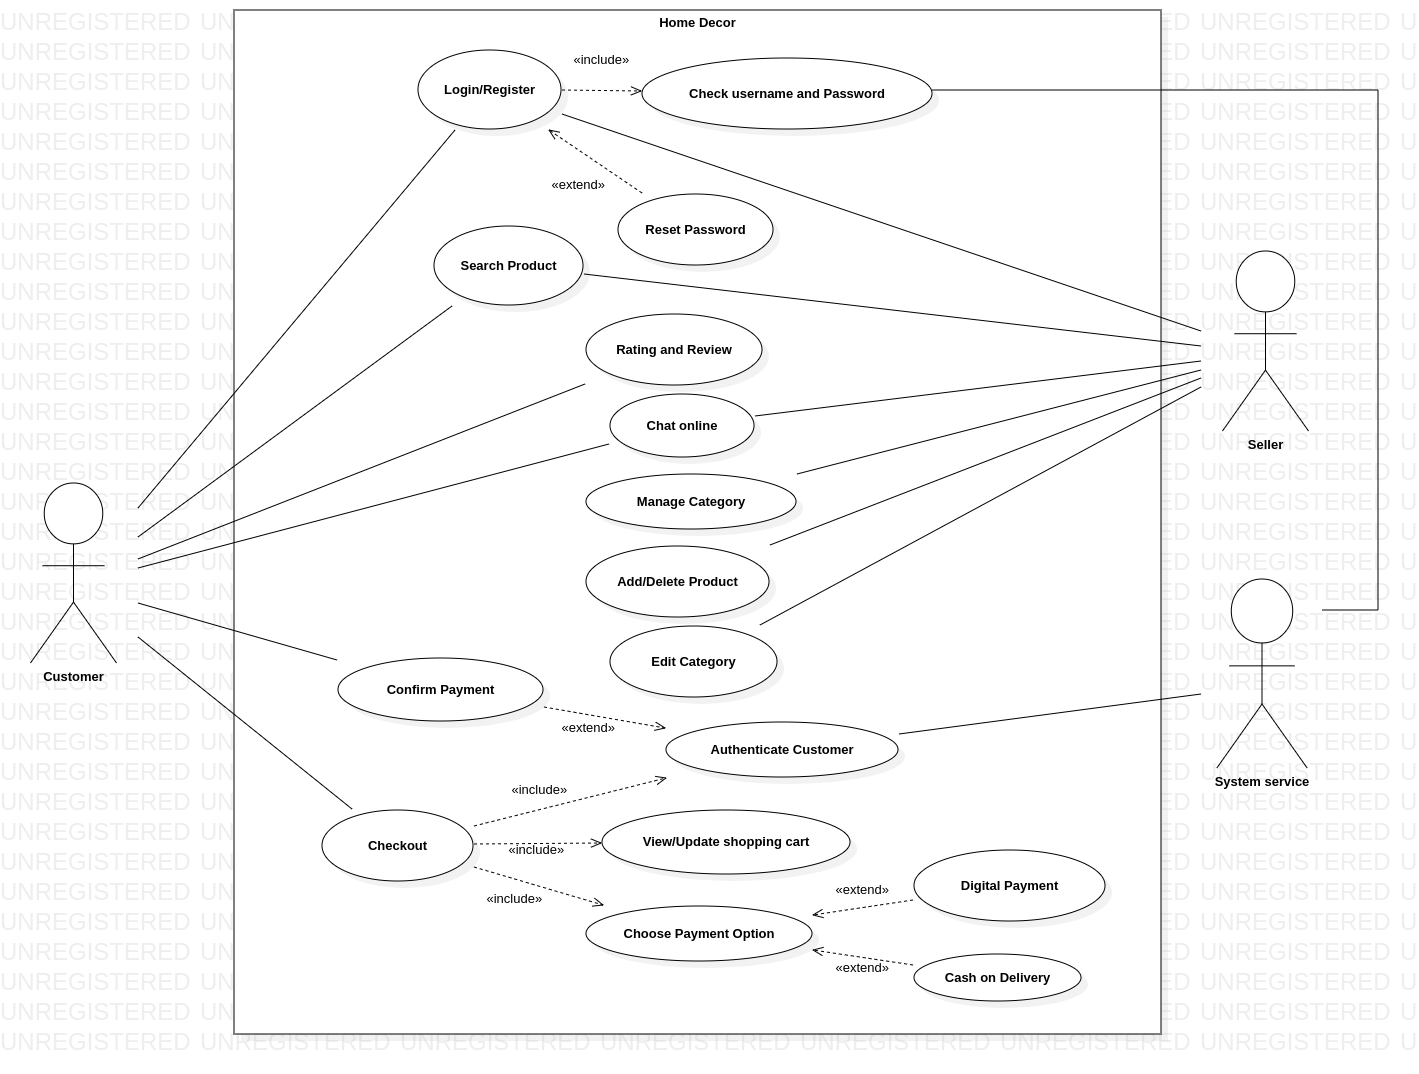 Home Decor
Login/Register
«include»
Check username and Password
«extend»
Reset Password
Search Product
Rating and Review
Chat online
Manage Category
Add/Delete Product
Edit Category
Seller
Customer
Confirm Payment
«extend»
Authenticate Customer
System service
«include»
Checkout
«include»
View/Update shopping cart
«include»
Choose Payment Option
«extend»
Digital Payment
«extend»
Cash on Delivery
UNREGISTERED